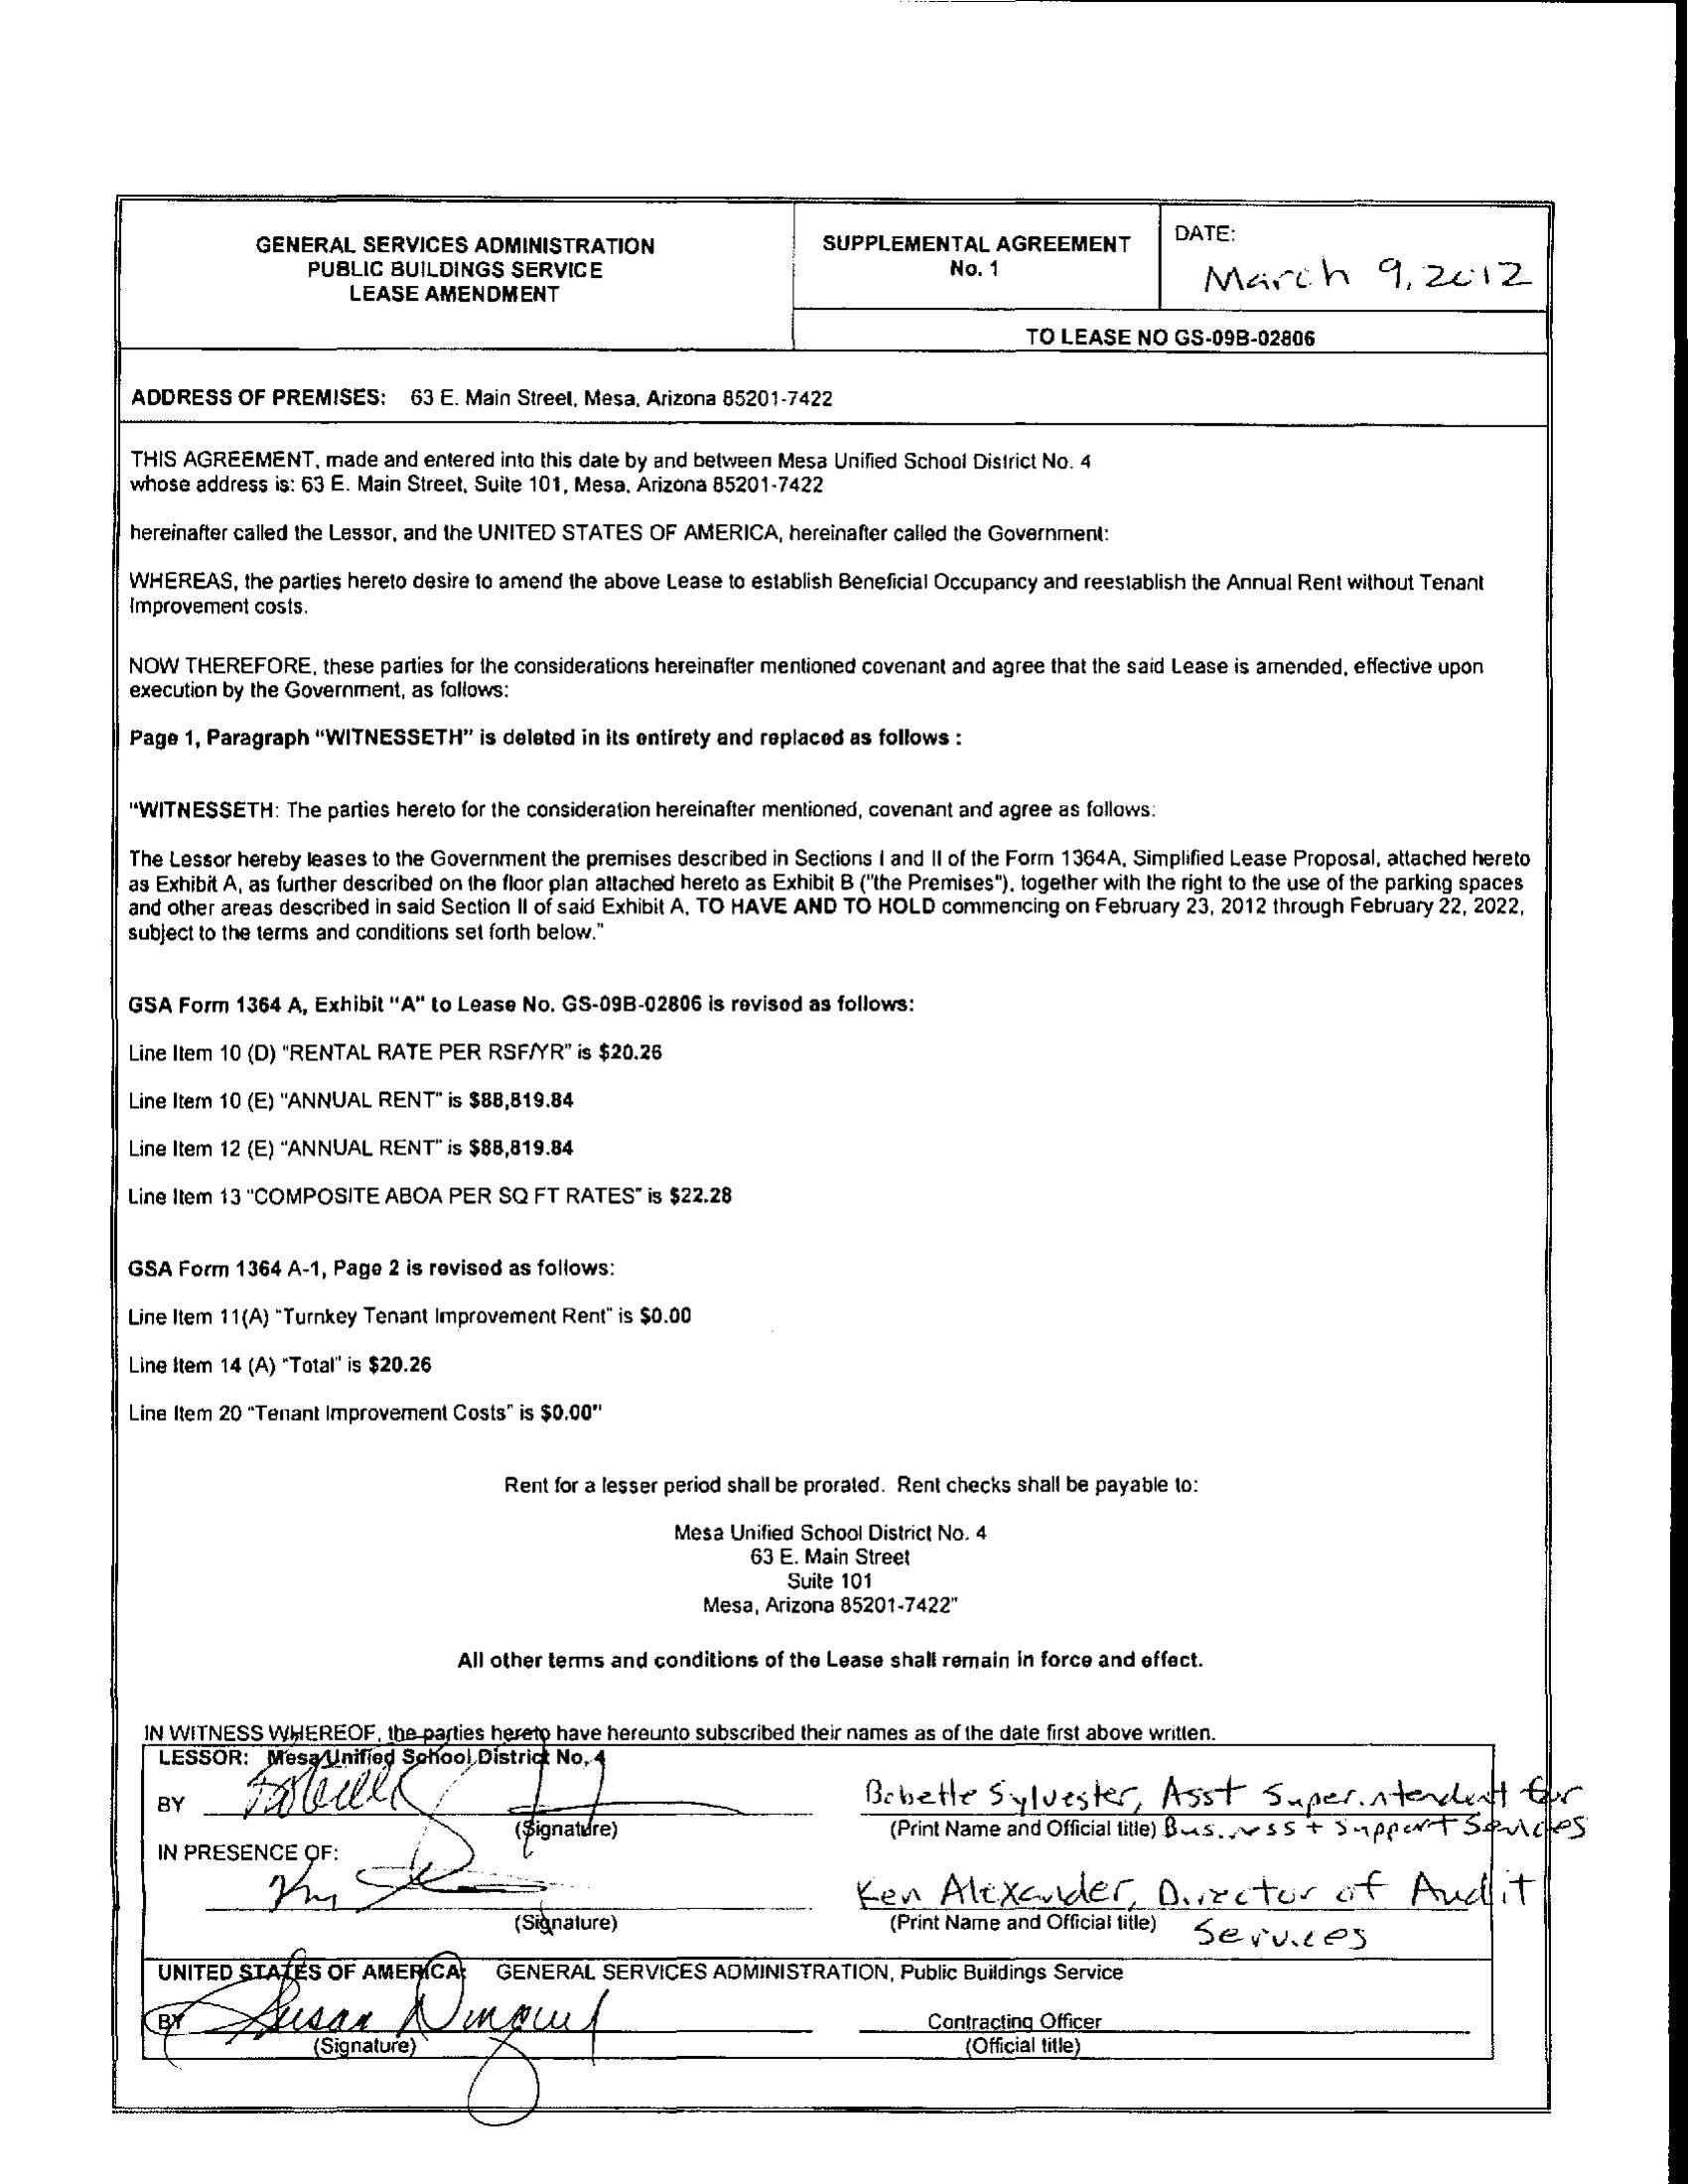 GENERAL SERVICES ADMINISTRATION
PUBLIC BUILDINGS SERVICE
LEASE AMENDMENT
SUPPLEMENTAL AGREEMENT
No. 1
DATE:
March 9, 2012
TO LEASE NO GS-09B-02806
ADDRESS OF PREMISES: 63 E. Main Street, Mesa, Arizona 85201-7422
THIS AGREEMENT, made and entered into this date by and between Mesa Unified School District No. 4
whose address is: 63 E. Main Street, Suite 101, Mesa, Arizona 85201-7422
hereinafter called the Lessor, and the UNITED STATES OF AMERICA, hereinafter called the Government:
WHEREAS, the parties hereto desire to amend the above Lease to establish Beneficial Occupancy and reestablish the Annual Rent without Tenant
Improvement costs.
NOW THEREFORE, these parties for the considerations hereinafter mentioned covenant and agree that the said Lease is amended, effective upon
execution by the Government, as follows:
Page 1, Paragraph "WITNESSETH" is deleted in its entirety and replaced as follows :
"WITNESSETH: The parties hereto for the consideration hereinafter mentioned, covenant and agree as follows:
The Lessor hereby leases to the Government the premises described in Sections I and II of the Form 1364A, Simplified Lease Proposal, attached hereto
as Exhibit A, as further described on the floor plan attached hereto as Exhibit B ("the Premises"), together with the right to the use of the parking spaces
and other areas described in said Section II of said Exhibit A, TO HAVE AND TO HOLD commencing on February 23, 2012 through February 22, 2022,
subject to the terms and conditions set forth below."
GSA Form 1364 A, Exhibit "A" to Lease No. GS-09B-02806 is revised as follows:
Line Item 10 (D) "RENTAL RATE PER RSF/YR" is $20.26
Line Item 10 (E) "ANNUAL RENT" is $88,819.84
Line Item 12 (E) "ANNUAL RENT" is $88,819.84
Line Item 13 "COMPOSITE ABOA PER SQ FT RATES" is $22.28
GSA Form 1364 A-1, Page 2 is revised as follows:
Line Item 11(A) "Turnkey Tenant Improvement Rent" is $0.00
Line Item 14 (A) "Total" is $20.26
Line Item 20 "Tenant Improvement Costs" is $0.00"
Rent for a lesser period shall be prorated. Rent checks shall be payable to:
Mesa Unified School District No. 4
63 E. Main Street
Suite 101
Mesa, Arizona 85201-7422"
All other terms and conditions of the Lease shall remain in force and effect.
IN WITNESS WHEREOF, the parties hereto have hereunto subscribed their names as of the date first above written.
LESSOR: Mesa Unified School District No. 4
BY
Bobette Sylvester, Asst Superintendent for
(Signature)
(Print Name and Official title) Business + Support Services
IN PRESENCE OF:
Ken Alexander, Director of Audit
(Signature)
(Print Name and Official title) Services
UNITED STATES OF AMERICA: GENERAL SERVICES ADMINISTRATION, Public Buildings Service
BY Susan
Contracting Officer
(Signature)
(Official title)